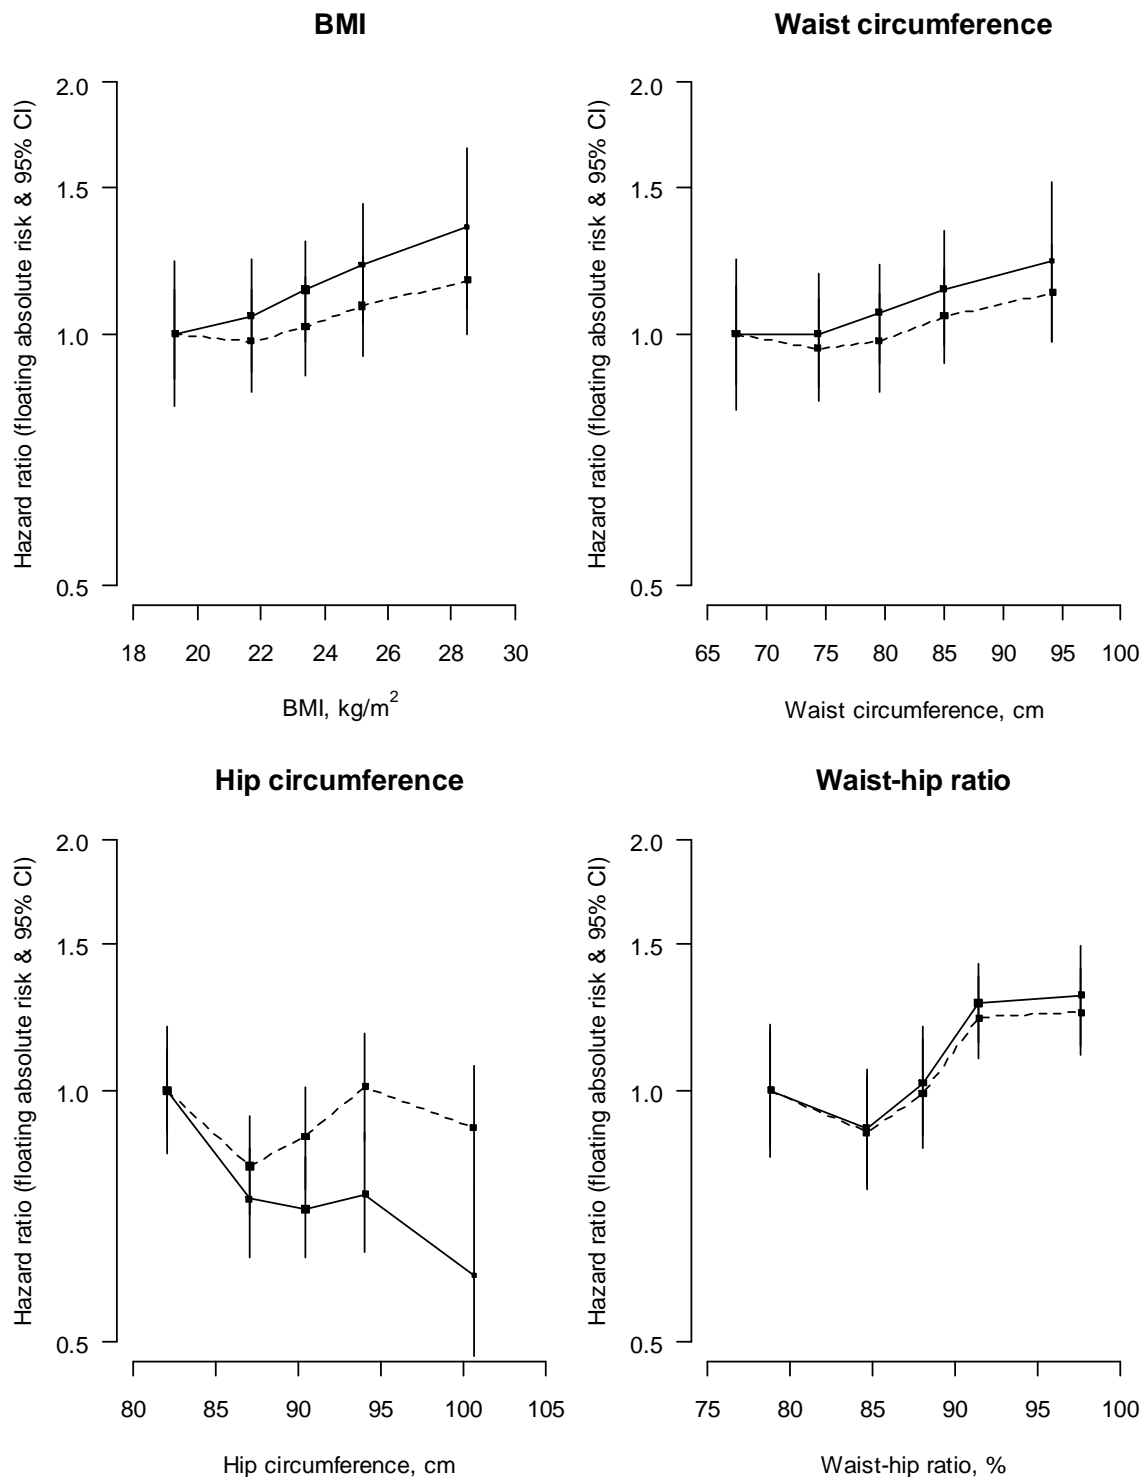 BMI
Hazard ratio (floating absolute risk & 95% CI)
2.0
1.5
1.0
0.5
18 20 22 24 26 28 30
BMI, kg/m²
Waist circumference
Hazard ratio (floating absolute risk & 95% CI)
2.0
1.5
1.0
0.5
65 70 75 80 85 90 95 100
Waist circumference, cm
Hip circumference
Hazard ratio (floating absolute risk & 95% CI)
2.0
1.5
1.0
0.5
80 85 90 95 100 105
Hip circumference, cm
Waist-hip ratio
Hazard ratio (floating absolute risk & 95% CI)
2.0
1.5
1.0
0.5
75 80 85 90 95 100
Waist-hip ratio, %